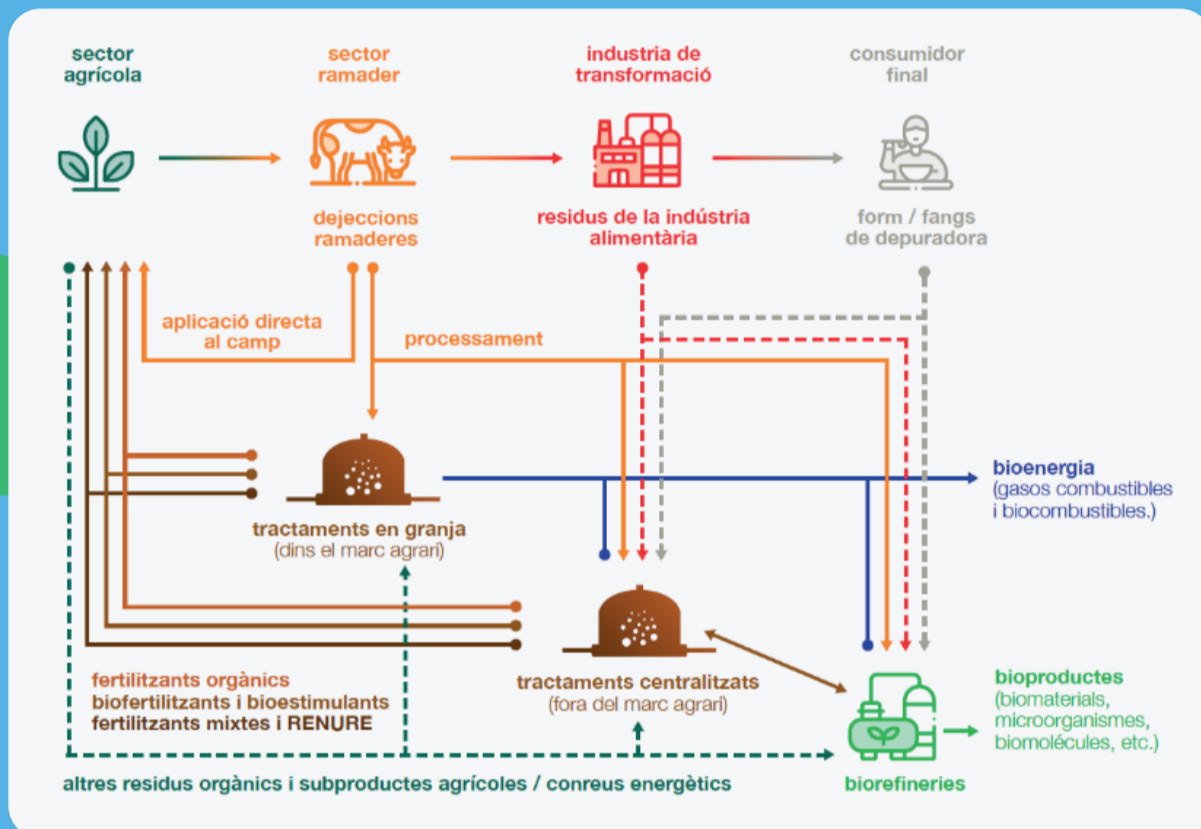 sector
agrícola
sector
ramader
industria de
transformació
consumidor
final
dejeccions
ramaderes
residus de la indústria
alimentària
form / fangs
de depuradora
aplicació directa
al camp
processament
bioenergia
(gasos combustibles
i biocombustibles.)
tractaments en granja
(dins el marc agrari)
fertilitzants orgànics
biofertilitzants i bioestimulants
fertilitzants mixtes i RENURE
tractaments centralitzats
(fora del marc agrari)
bioproductes
(biomaterials,
microorganismes,
biomolécules, etc.)
altres residus orgànics i subproductes agrícoles / conreus energètics
biorefineries